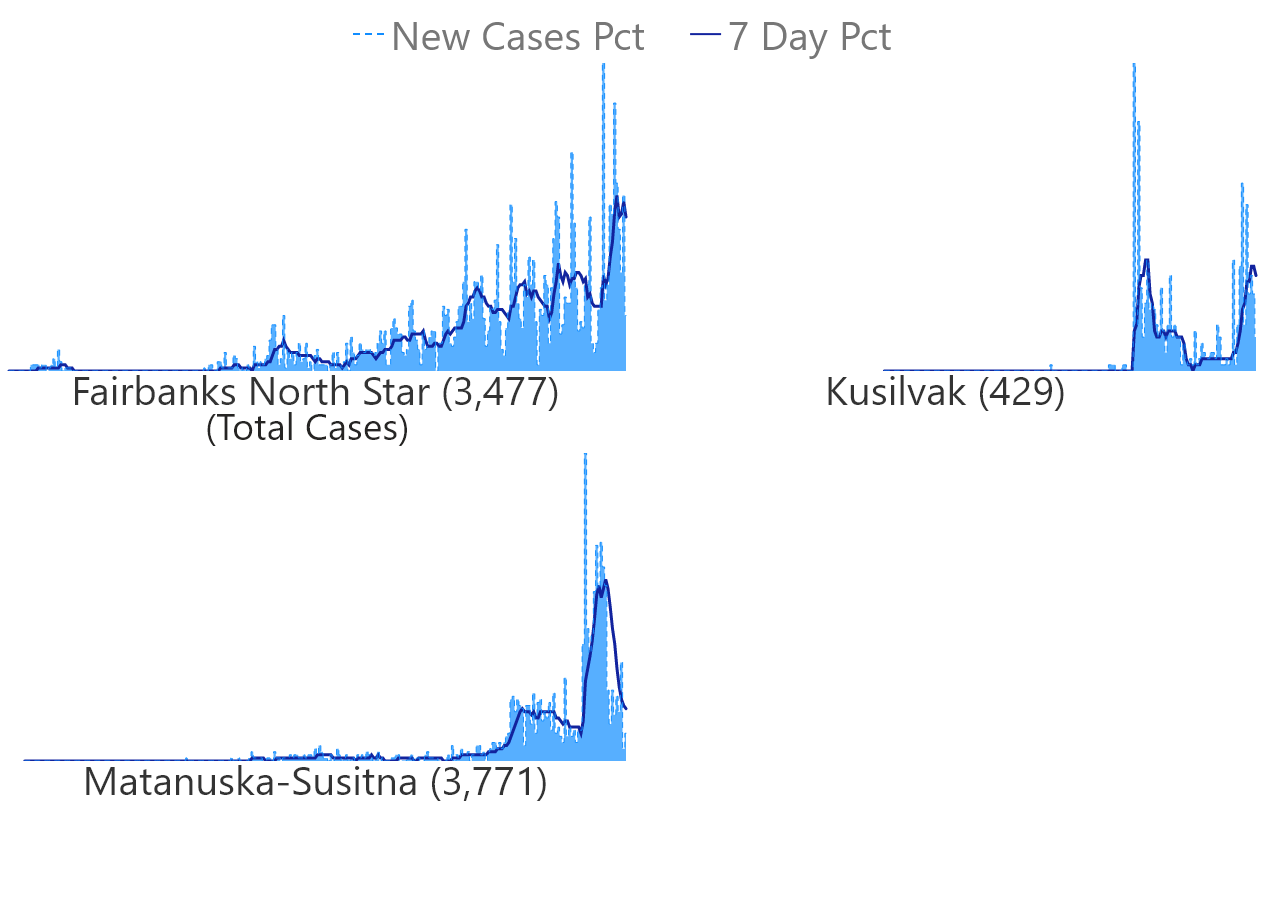 New Cases Pct 7 Day Pct
Fairbanks North Star (3,477)
(Total Cases)
Kusilvak (429)
Matanuska-Susitna (3,771)